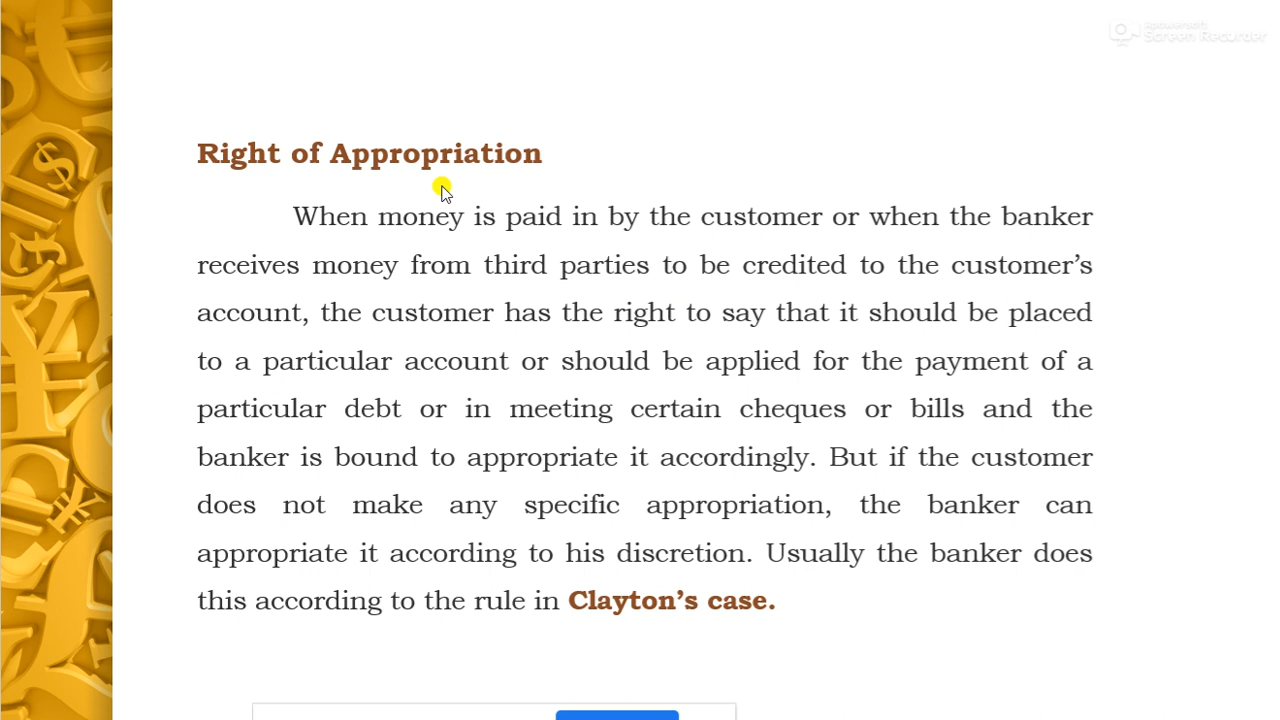 Apowersoft
Screen Recorder
Right of Appropriation
When money is paid in by the customer or when the banker
receives money from third parties to be credited to the customer's
account, the customer has the right to say that it should be placed
to a particular account or should be applied for the payment of a
particular debt or in meeting certain cheques or bills and the
banker is bound to appropriate it accordingly. But if the customer
does not make any specific appropriation, the banker can
appropriate it according to his discretion. Usually the banker does
this according to the rule in Clayton's case.